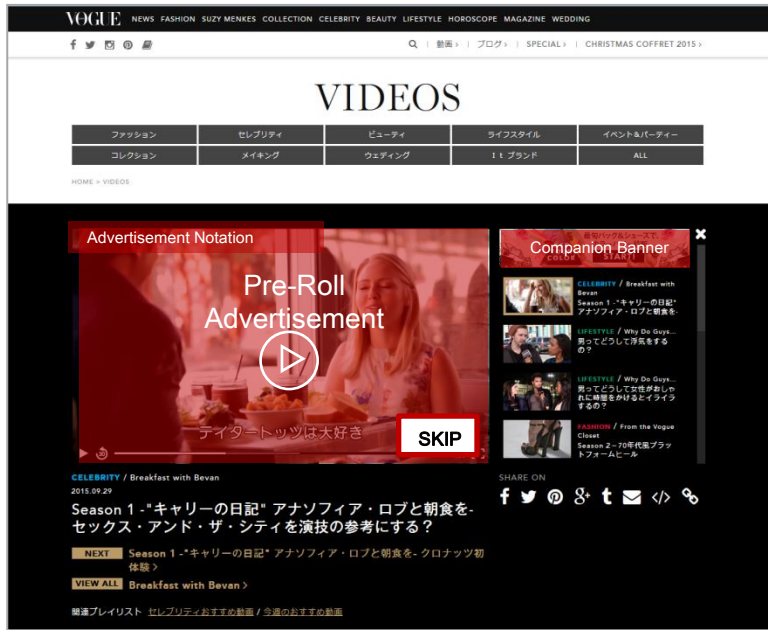 VOGUE NEWS FASHION SUZY MENKES COLLECTION CELEBRITY BEAUTY LIFESTYLE HOROSCOPE MAGAZINE WEDDING
動画 › | ブログ › | SPECIAL › | CHRISTMAS COFFRET 2015 ›
VIDEOS
ファッション セレブリティ ビューティ ライフスタイル イベント&パーティー
コレクション メイキング ウェディング It ブランド ALL
HOME > VIDEOS
Advertisement Notation
Pre-Roll
Advertisement
テイタートッツは大好き
SKIP
30
Companion Banner
COLOR START!
CELEBRITY / Breakfast with
Bevan
Season 1 -"キャリーの日記"
アナソフィア・ロブと朝食を-
LIFESTYLE / Why Do Guys...
男ってどうして浮気をする
の?
LIFESTYLE / Why Do Guys...
男ってどうして女性がおしゃ
れに時間をかけるとイライラ
するの?
FASHION / From the Vogue
Closet
Season 2-70年代風プラッ
トフォームヒール
CELEBRITY / Breakfast with Bevan
2015.09.29
Season 1 -"キャリーの日記" アナソフィア・ロブと朝食を-
セックス・アンド・ザ・シティを演技の参考にする?
NEXT Season 1 -"キャリーの日記" アナソフィア・ロブと朝食を- クロナッツ初
体験 ›
VIEW ALL Breakfast with Bevan ›
関連プレイリスト セレブリティおすすめ動画 / 今週のおすすめ動画
SHARE ON